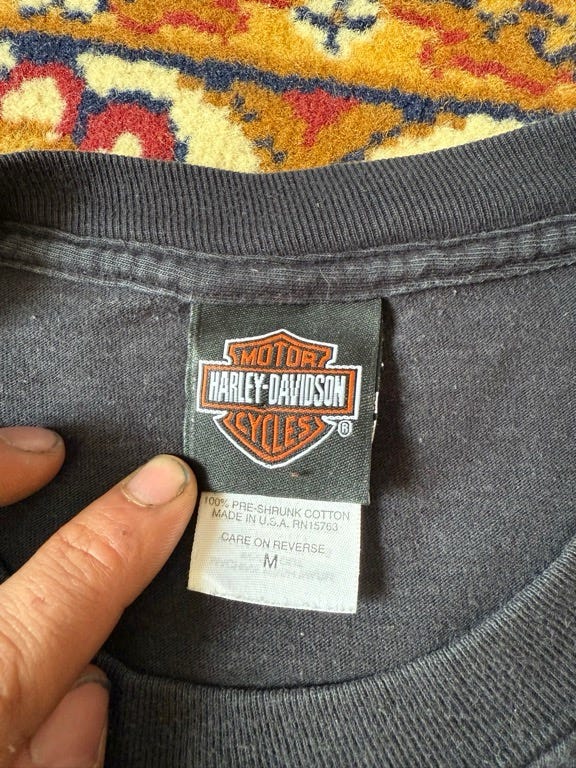 MOTOR
HARLEY-DAVIDSON
CYCLES
®
100% PRE-SHRUNK COTTON
MADE IN U.S.A. RN15763
CARE ON REVERSE
M